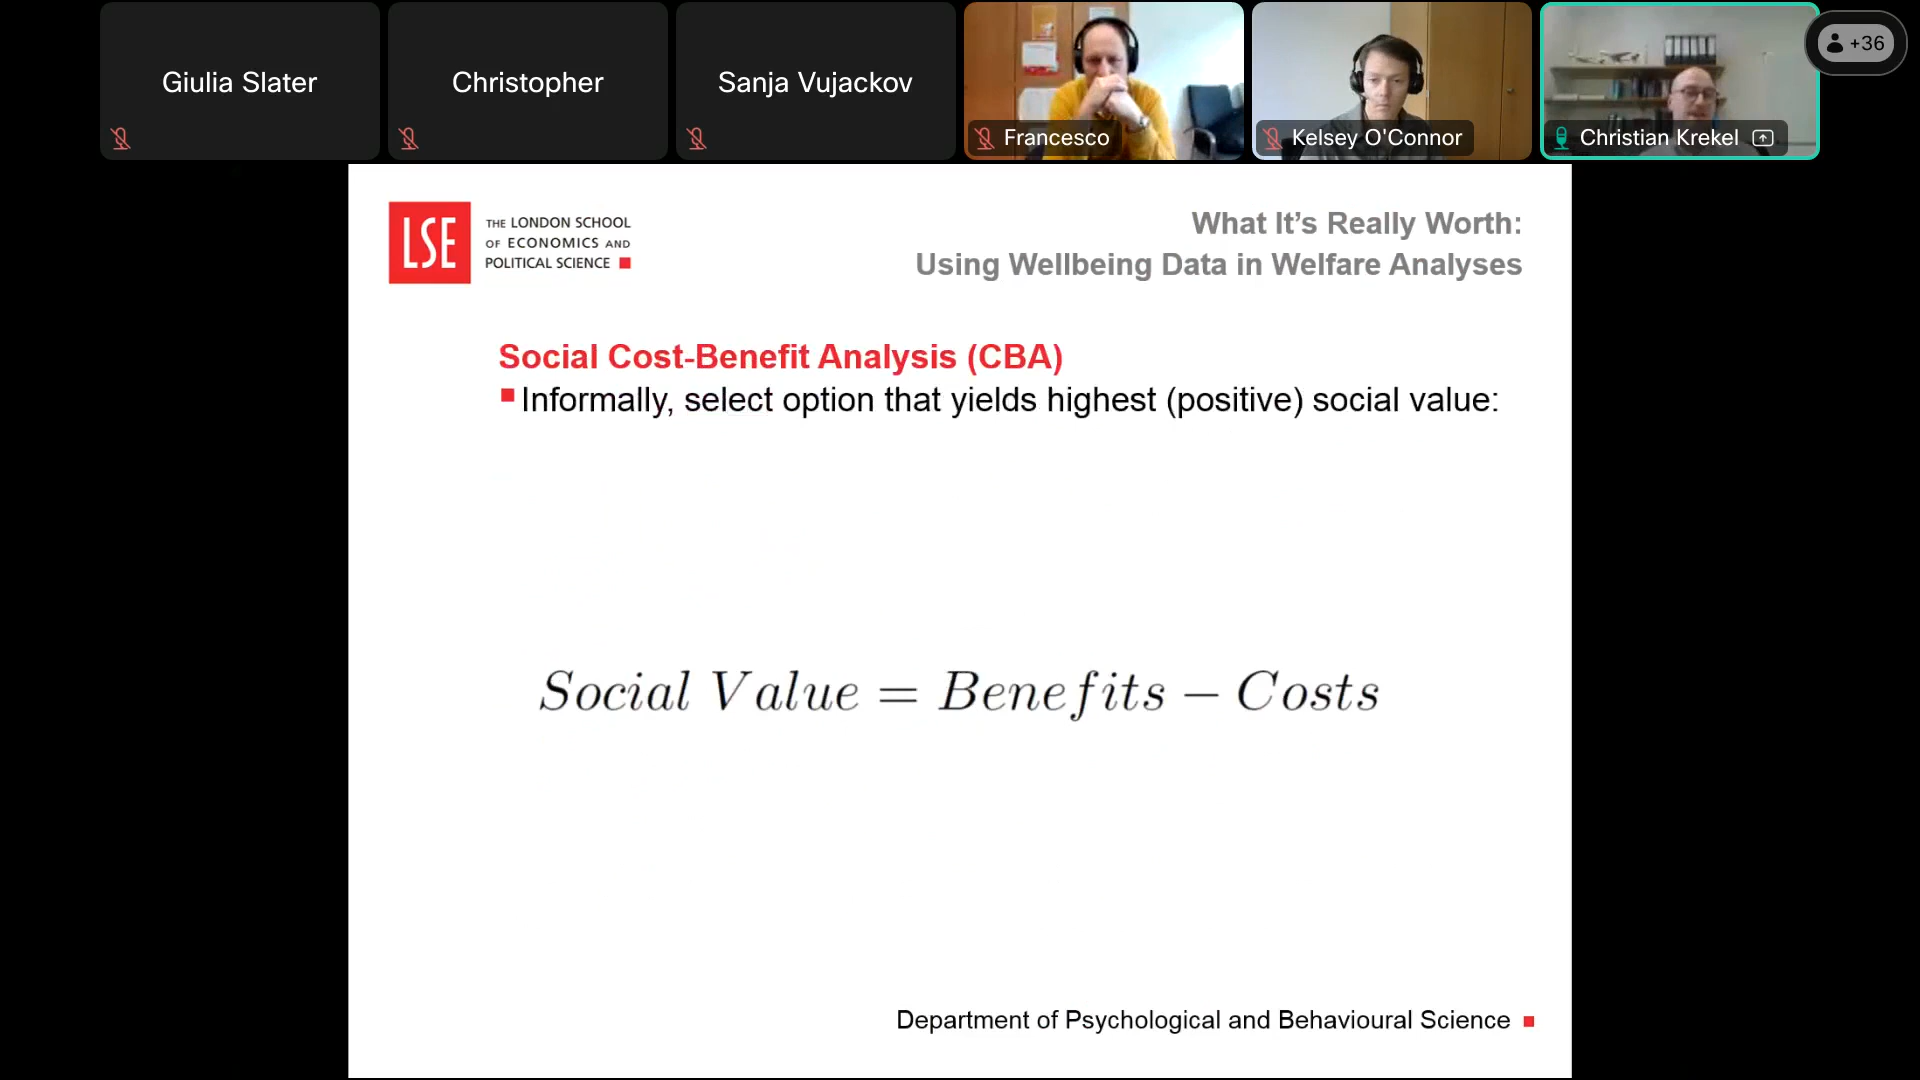 Giulia Slater
Christopher
Sanja Vujackov
Francesco
Kelsey O'Connor
Christian Krekel
+36
LSE
THE LONDON SCHOOL
OF ECONOMICS AND
POLITICAL SCIENCE
What It’s Really Worth:
Using Wellbeing Data in Welfare Analyses
Social Cost-Benefit Analysis (CBA)
Informally, select option that yields highest (positive) social value:
Social Value = Benefits − Costs
Department of Psychological and Behavioural Science